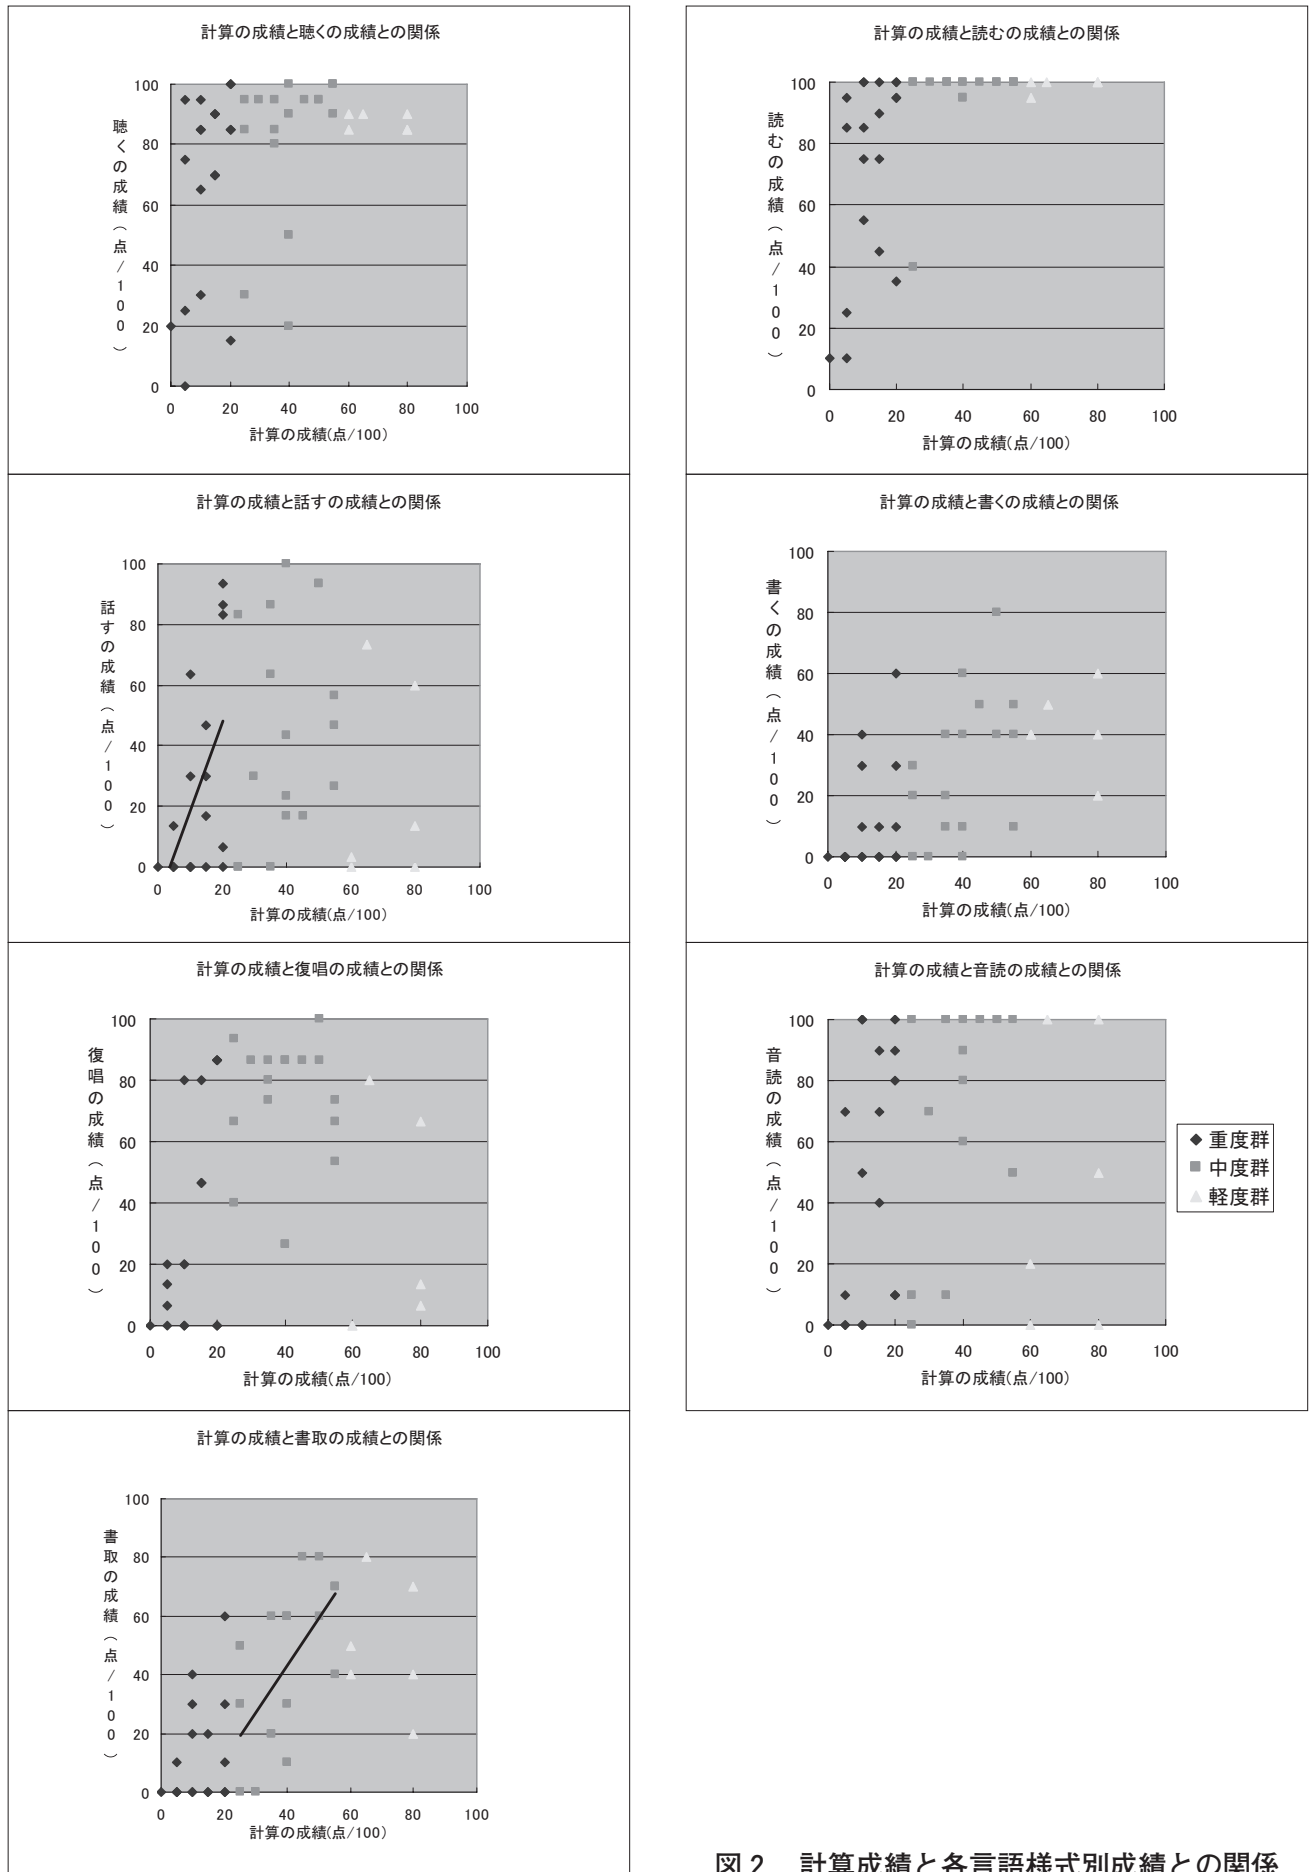 計算の成績と聴くの成績との関係
聴くの成績(点/100)
100
80
60
40
20
0
0 20 40 60 80 100
計算の成績(点/100)
計算の成績と読むの成績との関係
読むの成績(点/100)
100
80
60
40
20
0
0 20 40 60 80 100
計算の成績(点/100)
計算の成績と話すの成績との関係
話すの成績(点/100)
100
80
60
40
20
0
0 20 40 60 80 100
計算の成績(点/100)
計算の成績と書くの成績との関係
書くの成績(点/100)
100
80
60
40
20
0
0 20 40 60 80 100
計算の成績(点/100)
計算の成績と復唱の成績との関係
復唱の成績(点/100)
100
80
60
40
20
0
0 20 40 60 80 100
計算の成績(点/100)
計算の成績と音読の成績との関係
音読の成績(点/100)
100
80
60
40
20
0
0 20 40 60 80 100
計算の成績(点/100)
重度群
中度群
軽度群
計算の成績と書取の成績との関係
書取の成績(点/100)
100
80
60
40
20
0
0 20 40 60 80 100
計算の成績(点/100)
図2 計算成績と各言語様式別成績との関係